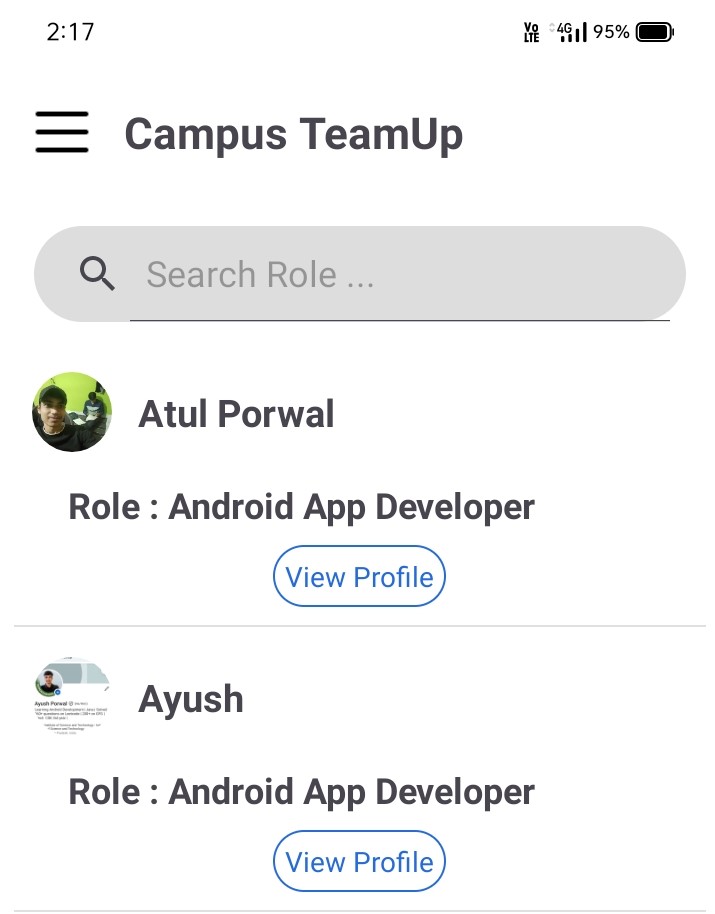 2:17 Vo LTE 4G 95%
Campus TeamUp
Search Role ...
Atul Porwal
Role : Android App Developer
View Profile
Ayush Porwal
Ayush
Role : Android App Developer
View Profile